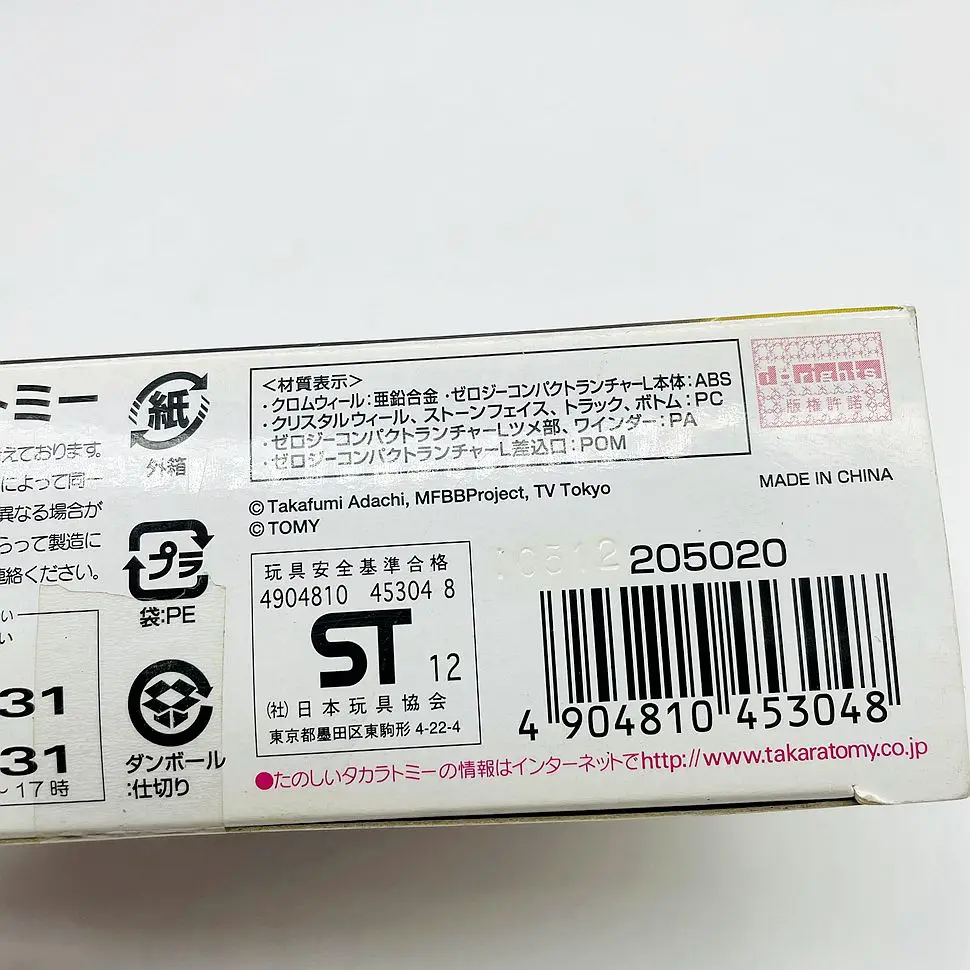 トミー
えております。
によって同一
異なる場合が
らって製造に
連絡ください。
い
い
31
31
～17時
紙
外箱
プラ
袋:PE
ダンボール
:仕切り
<材質表示>
・クロムウィール:亜鉛合金 ・ゼロジーコンパクトランチャーL本体:ABS
・クリスタルウィール、ストーンフェイス、トラック、ボトム:PC
・ゼロジーコンパクトランチャーLツメ部、ワインダー:PA
・ゼロジーコンパクトランチャーL差込口:POM
d-rights
版権許諾
MADE IN CHINA
©Takafumi Adachi, MFBBProject, TV Tokyo
©TOMY
玩具安全基準合格
4904810 45304 8
ST 12
(社)日本玩具協会
東京都墨田区東駒形 4-22-4
205020
4 904810 453048
●たのしいタカラトミーの情報はインターネットでhttp://www.takaratomy.co.jp